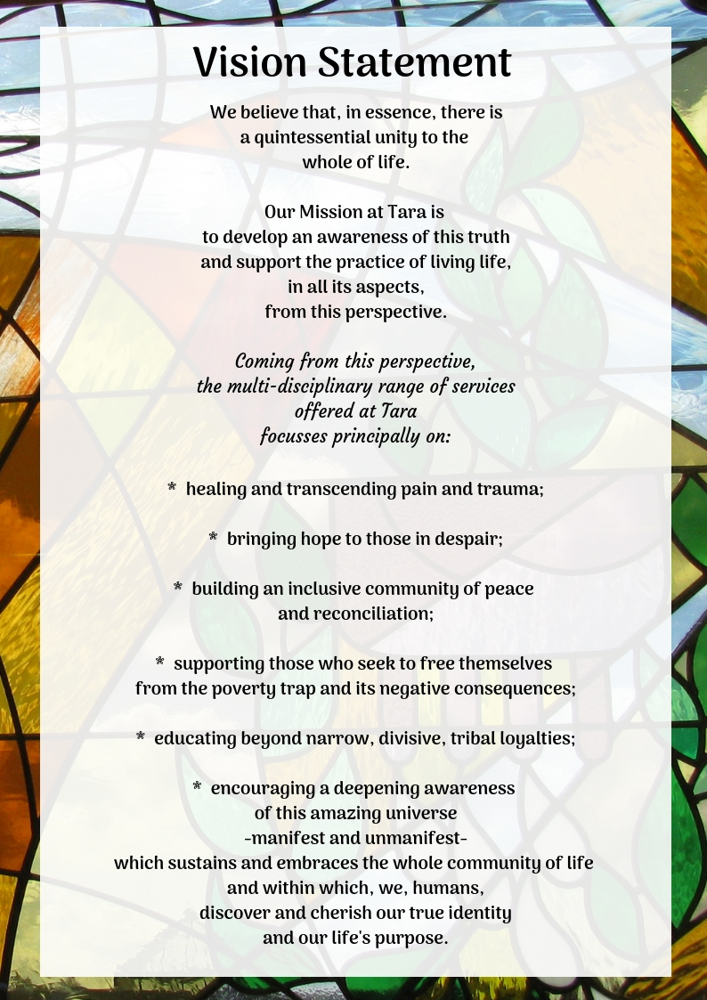 Vision Statement
We believe that, in essence, there is
a quintessential unity to the
whole of life.
Our Mission at Tara is
to develop an awareness of this truth
and support the practice of living life,
in all its aspects,
from this perspective.
Coming from this perspective,
the multi-disciplinary range of services
offered at Tara
focusses principally on:
* healing and transcending pain and trauma;
* bringing hope to those in despair;
* building an inclusive community of peace
and reconciliation;
* supporting those who seek to free themselves
from the poverty trap and its negative consequences;
* educating beyond narrow, divisive, tribal loyalties;
* encouraging a deepening awareness
of this amazing universe
-manifest and unmanifest-
which sustains and embraces the whole community of life
and within which, we, humans,
discover and cherish our true identity
and our life's purpose.